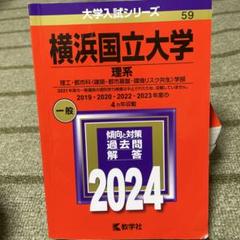 大学入試シリーズ
59
横浜国立大学
理系
理工・都市科〈建築・都市基盤・環境リスク共生〉学部
2019・2020・2022・2023年度の
4カ年収載
一般
傾向と対策
過去問
解答
2024
教学社